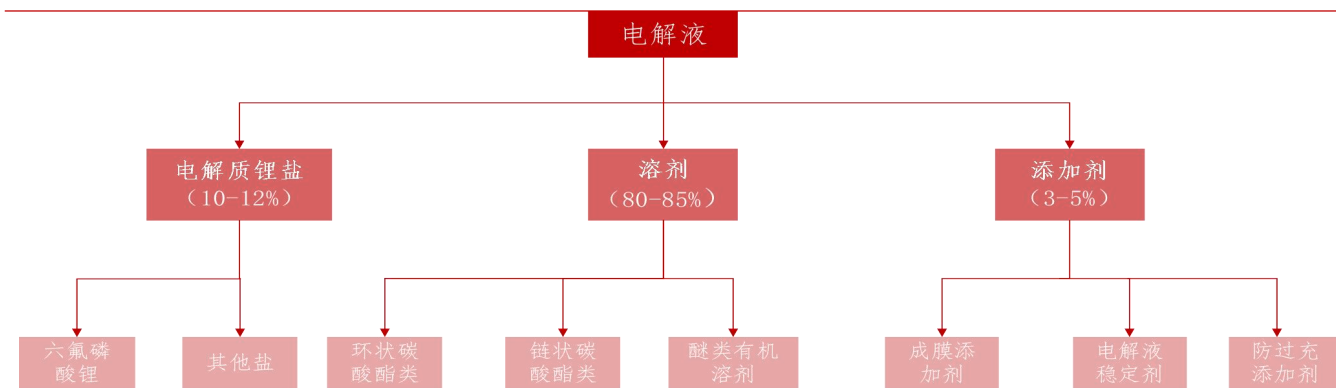 电解液
电解质锂盐
（10-12%）
溶剂
（80-85%）
添加剂
（3-5%）
六氟磷
酸锂
其他盐
环状碳
酸酯类
链状碳
酸酯类
醚类有机
溶剂
成膜添
加剂
电解液
稳定剂
防过充
添加剂